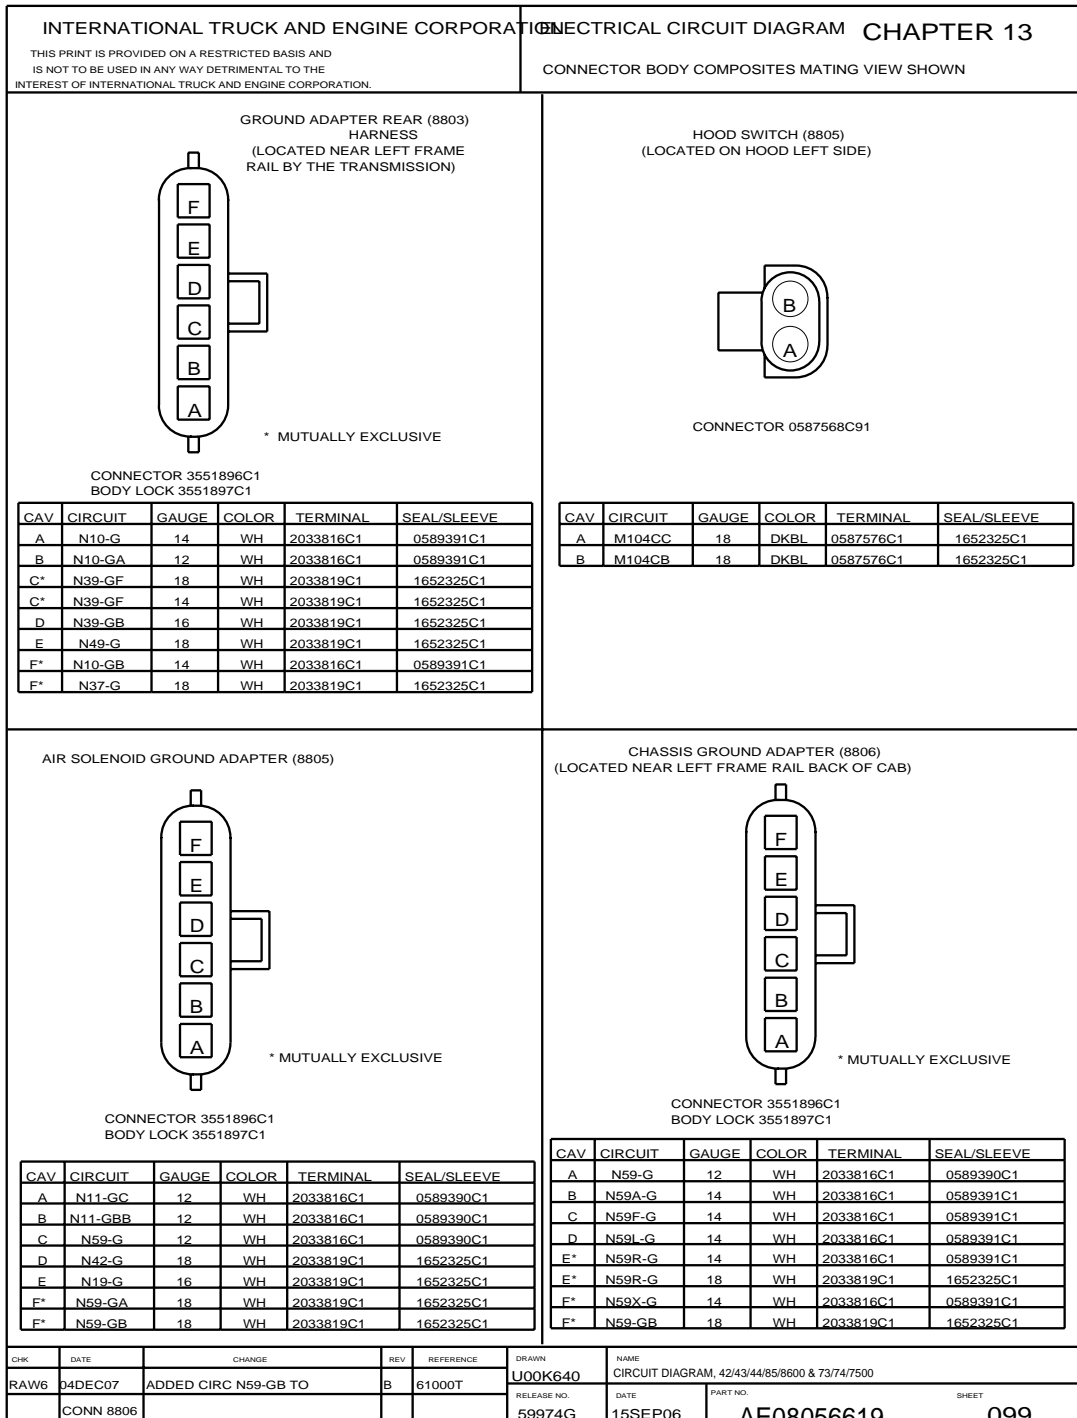 INTERNATIONAL TRUCK AND ENGINE CORPORATION
THIS PRINT IS PROVIDED ON A RESTRICTED BASIS AND
IS NOT TO BE USED IN ANY WAY DETRIMENTAL TO THE
INTEREST OF INTERNATIONAL TRUCK AND ENGINE CORPORATION.
ELECTRICAL CIRCUIT DIAGRAM CHAPTER 13
CONNECTOR BODY COMPOSITES MATING VIEW SHOWN
GROUND ADAPTER REAR (8803)
HARNESS
(LOCATED NEAR LEFT FRAME
RAIL BY THE TRANSMISSION)
F
E
D
C
B
A
* MUTUALLY EXCLUSIVE
CONNECTOR 3551896C1
BODY LOCK 3551897C1
CAV CIRCUIT GAUGE COLOR TERMINAL SEAL/SLEEVE
A N10-G 14 WH 2033816C1 0589391C1
B N10-GA 12 WH 2033816C1 0589391C1
C* N39-GF 18 WH 2033819C1 1652325C1
C* N39-GF 14 WH 2033819C1 1652325C1
D N39-GB 16 WH 2033819C1 1652325C1
E N49-G 18 WH 2033819C1 1652325C1
F* N10-GB 14 WH 2033816C1 0589391C1
F* N37-G 18 WH 2033819C1 1652325C1
HOOD SWITCH (8805)
(LOCATED ON HOOD LEFT SIDE)
B
A
CONNECTOR 0587568C91
CAV CIRCUIT GAUGE COLOR TERMINAL SEAL/SLEEVE
A M104CC 18 DKBL 0587576C1 1652325C1
B M104CB 18 DKBL 0587576C1 1652325C1
AIR SOLENOID GROUND ADAPTER (8805)
F
E
D
C
B
A
* MUTUALLY EXCLUSIVE
CONNECTOR 3551896C1
BODY LOCK 3551897C1
CAV CIRCUIT GAUGE COLOR TERMINAL SEAL/SLEEVE
A N11-GC 12 WH 2033816C1 0589390C1
B N11-GBB 12 WH 2033816C1 0589390C1
C N59-G 12 WH 2033816C1 0589390C1
D N42-G 18 WH 2033819C1 1652325C1
E N19-G 16 WH 2033819C1 1652325C1
F* N59-GA 18 WH 2033819C1 1652325C1
F* N59-GB 18 WH 2033819C1 1652325C1
CHASSIS GROUND ADAPTER (8806)
(LOCATED NEAR LEFT FRAME RAIL BACK OF CAB)
F
E
D
C
B
A
* MUTUALLY EXCLUSIVE
CONNECTOR 3551896C1
BODY LOCK 3551897C1
CAV CIRCUIT GAUGE COLOR TERMINAL SEAL/SLEEVE
A N59-G 12 WH 2033816C1 0589390C1
B N59A-G 14 WH 2033816C1 0589391C1
C N59F-G 14 WH 2033816C1 0589391C1
D N59L-G 14 WH 2033816C1 0589391C1
E* N59R-G 14 WH 2033816C1 0589391C1
E* N59R-G 18 WH 2033819C1 1652325C1
F* N59X-G 14 WH 2033816C1 0589391C1
F* N59-GB 18 WH 2033819C1 1652325C1
CHK DATE CHANGE REV REFERENCE
RAW6 04DEC07 ADDED CIRC N59-GB TO B 61000T
CONN 8806
DRAWN
U00K640
NAME
CIRCUIT DIAGRAM, 42/43/44/85/8600 & 73/74/7500
RELEASE NO. DATE PART NO. SHEET
59974G 15SEP06 AE08056619 099